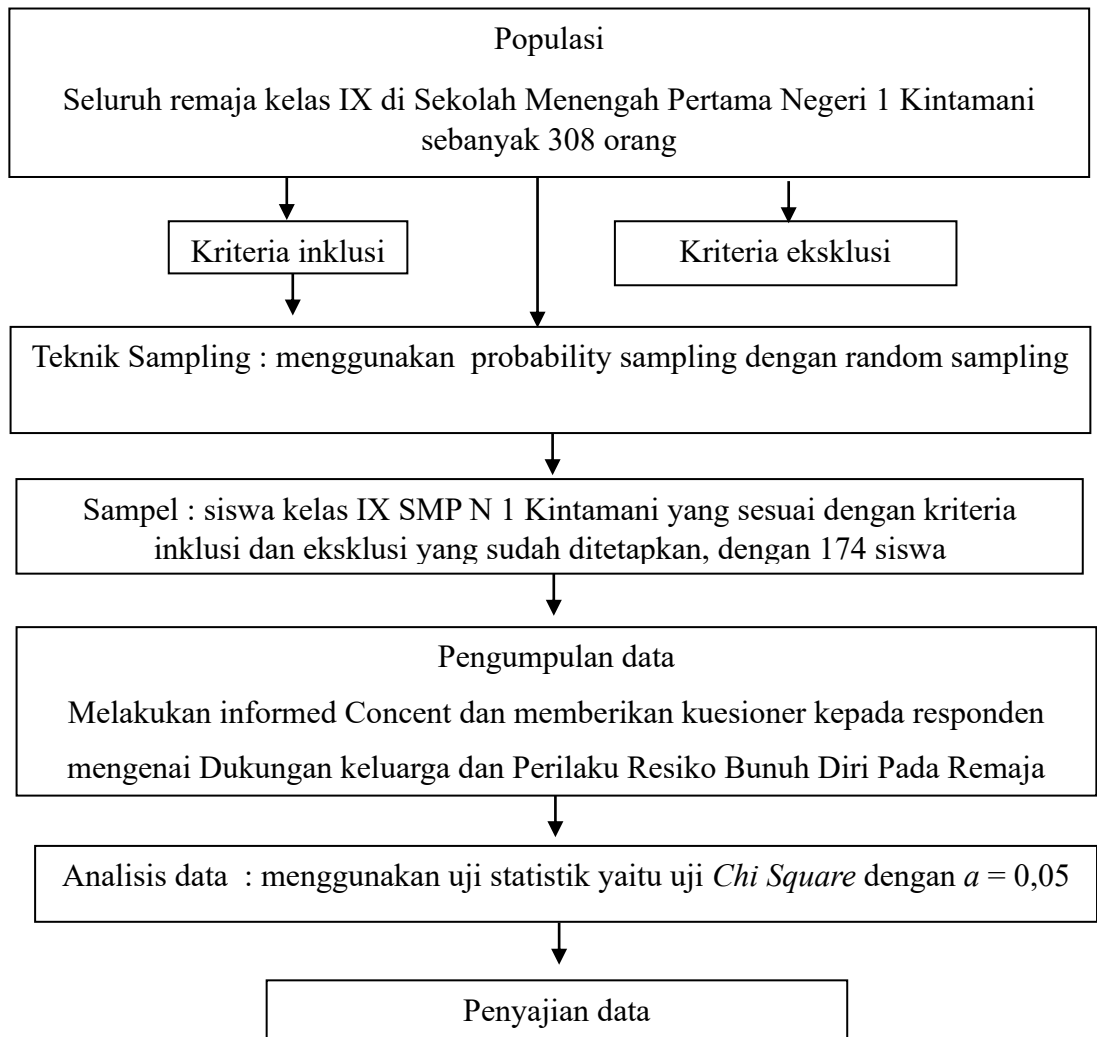 Populasi
Seluruh remaja kelas IX di Sekolah Menengah Pertama Negeri 1 Kintamani
sebanyak 308 orang
Kriteria inklusi
Kriteria eksklusi
Teknik Sampling : menggunakan  probability sampling dengan random sampling
Sampel : siswa kelas IX SMP N 1 Kintamani yang sesuai dengan kriteria
inklusi dan eksklusi yang sudah ditetapkan, dengan 174 siswa
Pengumpulan data
Melakukan informed Concent dan memberikan kuesioner kepada responden
mengenai Dukungan keluarga dan Perilaku Resiko Bunuh Diri Pada Remaja
Analisis data  : menggunakan uji statistik yaitu uji Chi Square dengan a = 0,05
Penyajian data